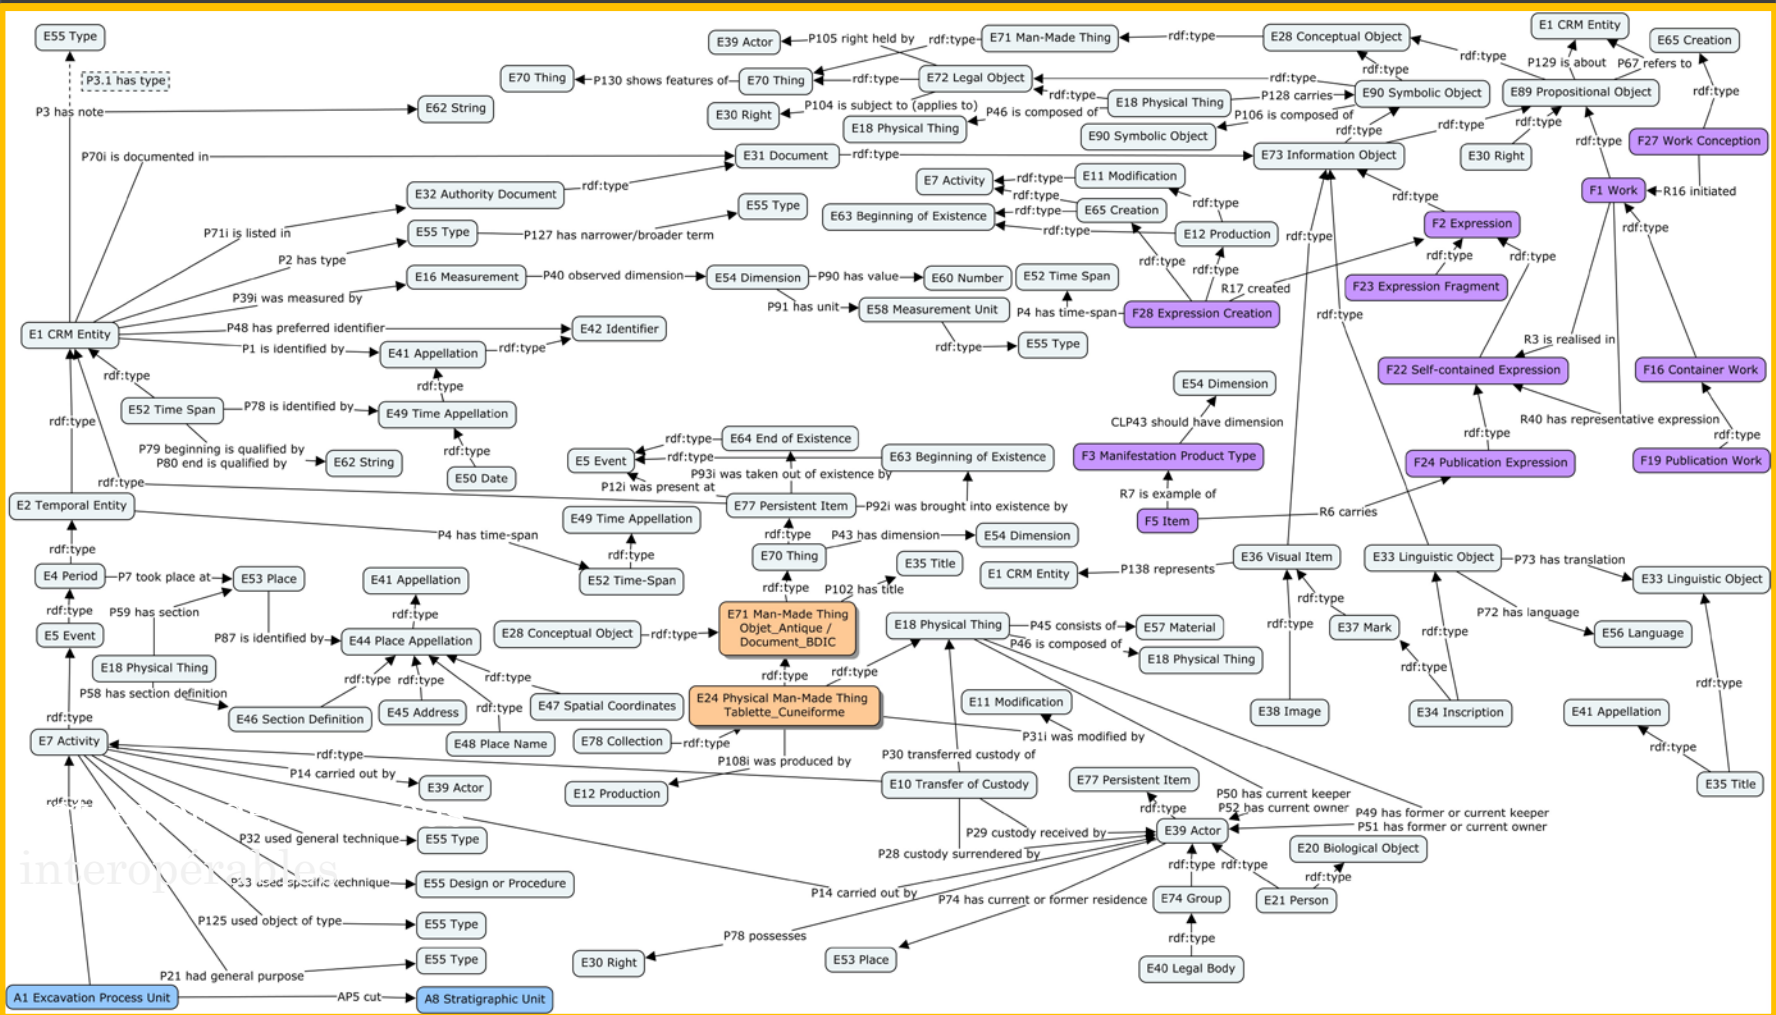 E55 Type
P3.1 has type
P3 has note
E62 String
E39 Actor
P105 right held by
rdf:type
E71 Man-Made Thing
rdf:type
E28 Conceptual Object
E1 CRM Entity
E65 Creation
P129 is about
P67 refers to
rdf:type
E70 Thing
P130 shows features of
E70 Thing
rdf:type
E72 Legal Object
rdf:type
rdf:type
E90 Symbolic Object
E89 Propositional Object
rdf:type
E30 Right
P104 is subject to (applies to)
P46 is composed of
rdf:type
E18 Physical Thing
P128 carries
P106 is composed of
E18 Physical Thing
E90 Symbolic Object
rdf:type
rdf:type
rdf:type
rdf:type
F27 Work Conception
P70i is documented in
E31 Document
rdf:type
E73 Information Object
E30 Right
E32 Authority Document
rdf:type
E7 Activity
rdf:type
E11 Modification
F1 Work
R16 initiated
P71i is listed in
E55 Type
P127 has narrower/broader term
E55 Type
rdf:type
E63 Beginning of Existence
rdf:type
E65 Creation
rdf:type
rdf:type
E12 Production
rdf:type
F2 Expression
rdf:type
rdf:type
P2 has type
rdf:type
rdf:type
rdf:type
rdf:type
E16 Measurement
P40 observed dimension
E54 Dimension
P90 has value
E60 Number
E52 Time Span
R17 created
F23 Expression Fragment
P39i was measured by
P91 has unit
E58 Measurement Unit
P4 has time-span
F28 Expression Creation
rdf:type
E1 CRM Entity
P48 has preferred identifier
E42 Identifier
P1 is identified by
E41 Appellation
rdf:type
rdf:type
E55 Type
R3 is realised in
rdf:type
rdf:type
F22 Self-contained Expression
F16 Container Work
E54 Dimension
E52 Time Span
P78 is identified by
E49 Time Appellation
rdf:type
CLP43 should have dimension
R40 has representative expression
P79 beginning is qualified by
P80 end is qualified by
E62 String
rdf:type
E50 Date
rdf:type
E64 End of Existence
E5 Event
rdf:type
E63 Beginning of Existence
F3 Manifestation Product Type
rdf:type
F24 Publication Expression
rdf:type
F19 Publication Work
rdf:type
P93i was taken out of existence by
P12i was present at
R7 is example of
E2 Temporal Entity
E77 Persistent Item
P92i was brought into existence by
F5 Item
R6 carries
P4 has time-span
E49 Time Appellation
rdf:type
P43 has dimension
E54 Dimension
rdf:type
rdf:type
E70 Thing
E35 Title
E36 Visual Item
E33 Linguistic Object
P73 has translation
E33 Linguistic Object
E4 Period
P7 took place at
E53 Place
E41 Appellation
E52 Time-Span
rdf:type
P102 has title
E1 CRM Entity
P138 represents
P59 has section
rdf:type
rdf:type
E71 Man-Made Thing
Objet_Antique /
Document_BDIC
rdf:type
P72 has language
E5 Event
P87 is identified by
E44 Place Appellation
E28 Conceptual Object
rdf:type
E18 Physical Thing
P45 consists of
E57 Material
rdf:type
E37 Mark
rdf:type
E56 Language
P46 is composed of
E18 Physical Thing
E18 Physical Thing
P58 has section definition
rdf:type
rdf:type
rdf:type
rdf:type
rdf:type
rdf:type
rdf:type
E46 Section Definition
E45 Address
rdf:type
E47 Spatial Coordinates
E24 Physical Man-Made Thing
Tablette_Cuneiforme
E11 Modification
E38 Image
E34 Inscription
E41 Appellation
rdf:type
E7 Activity
E48 Place Name
E78 Collection
rdf:type
P31i was modified by
rdf:type
rdf:type
P108i was produced by
P30 transferred custody of
P14 carried out by
E39 Actor
E12 Production
E10 Transfer of Custody
E77 Persistent Item
E35 Title
rdf:type
rdf:type
P50 has current keeper
P52 has current owner
P49 has former or current keeper
P51 has former or current owner
P32 used general technique
E55 Type
P29 custody received by
E39 Actor
P28 custody surrendered by
E20 Biological Object
interopérables
rdf:type
rdf:type
rdf:type
P33 used specific technique
E55 Design or Procedure
P14 carried out by
P74 has current or former residence
E74 Group
E21 Person
P125 used object of type
E55 Type
P78 possesses
rdf:type
E55 Type
E30 Right
E53 Place
E40 Legal Body
P21 had general purpose
A1 Excavation Process Unit
AP5 cut
A8 Stratigraphic Unit